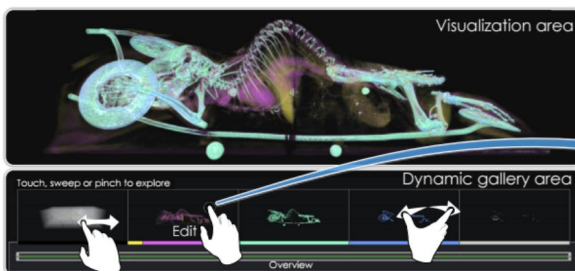 Visualization area
Touch, sweep or pinch to explore
Dynamic gallery area
Edit
Overview